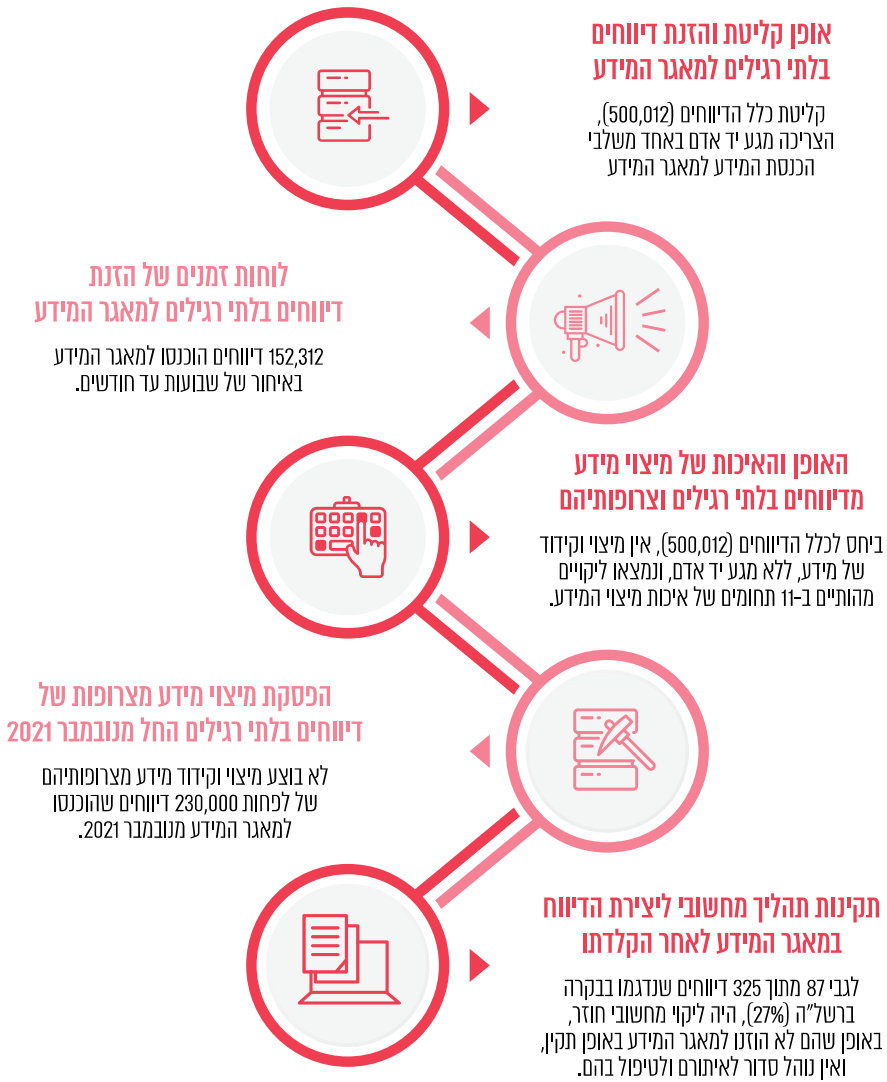 אופן קליטת והזנת דיווחים
בלתי רגילים למאגר המידע
קליטת כלל הדיווחים (500,012),
הצריכה מגע יד אדם באחד משלבי
הכנסת המידע למאגר המידע
לוחות זמנים של הזנת
דיווחים בלתי רגילים למאגר המידע
152,312 דיווחים הוכנסו למאגר המידע
באיחור של שבועות עד חודשים.
האופן והאיכות של מיצוי מידע
מדיווחים בלתי רגילים וצרופותיהם
ביחס לכלל הדיווחים (500,012), אין מיצוי וקידוד
של מידע, ללא מגע יד אדם, ונמצאו ליקויים
מהותיים ב-11 תחומים של איכות מיצוי המידע.
הפסקת מיצוי מידע מצרופות של
דיווחים בלתי רגילים החל מנובמבר 2021
לא בוצע מיצוי וקידוד מידע מצרופותיהם
של לפחות 230,000 דיווחים שהוכנסו
למאגר המידע מנובמבר 2021.
תקינות תהליך מחשובי ליצירת הדיווח
במאגר המידע לאחר הקלדתו
לגבי 87 מתוך 325 דיווחים שנדגמו בבקרה
ברשל"ה (27%), היה ליקוי מחשובי חוזר,
באופן שהם לא הוזנו למאגר המידע באופן תקין,
ואין נוהל סדור לאיתורם ולטיפול בהם.